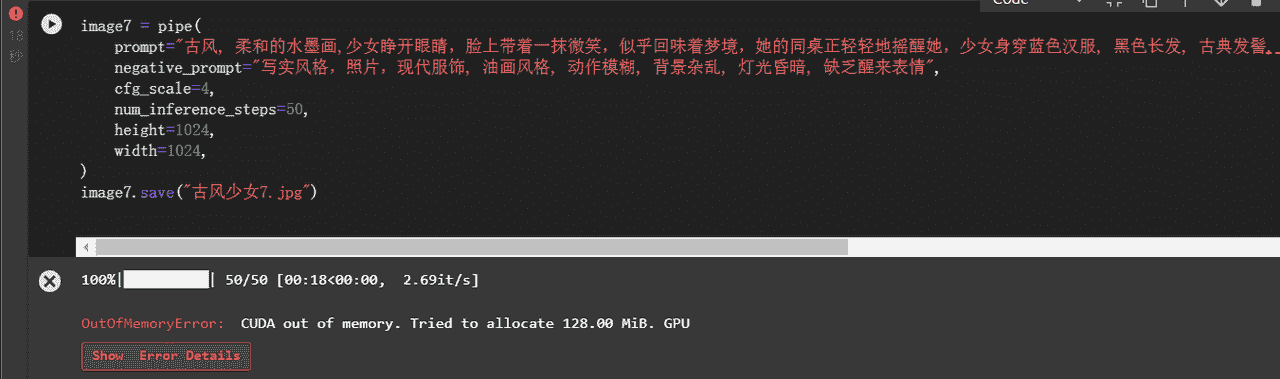 Code
18
秒
image7 = pipe(
prompt="古风, 柔和的水墨画,少女睁开眼睛，脸上带着一抹微笑，似乎回味着梦境，她的同桌正轻轻地摇醒她，少女身穿蓝色汉服, 黑色长发, 古典发髻,
negative_prompt="写实风格，照片，现代服饰, 油画风格, 动作模糊, 背景杂乱, 灯光昏暗, 缺乏醒来表情",
cfg_scale=4,
num_inference_steps=50,
height=1024,
width=1024,
)
image7.save("古风少女7.jpg")
100%| | 50/50 [00:18<00:00, 2.69it/s]
OutOfMemoryError: CUDA out of memory. Tried to allocate 128.00 MiB. GPU
Show Error Details